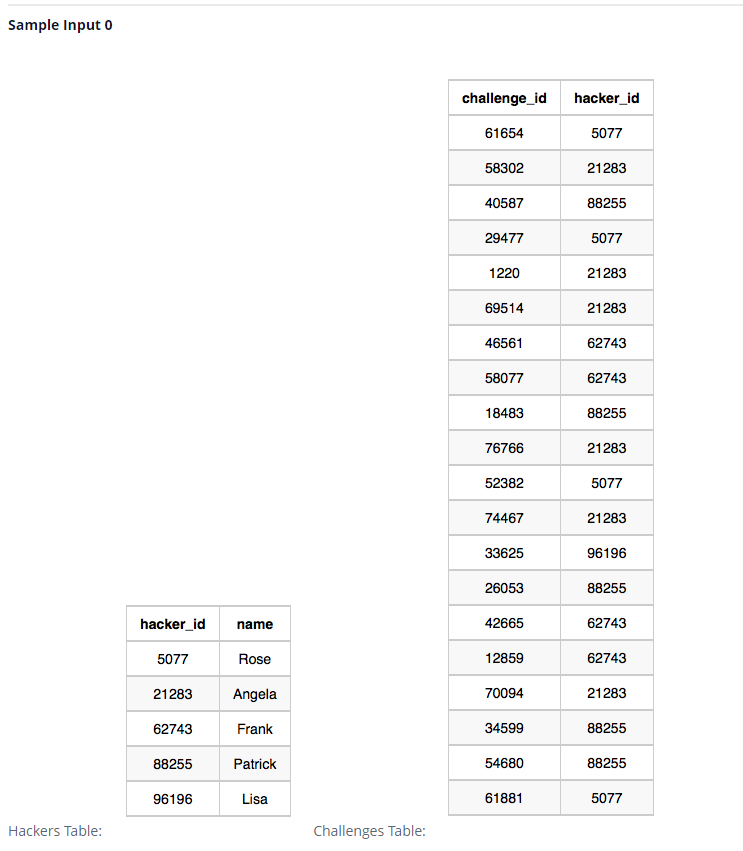 Sample Input 0
challenge_id hacker_id
61654 5077
58302 21283
40587 88255
29477 5077
1220 21283
69514 21283
46561 62743
58077 62743
18483 88255
76766 21283
52382 5077
74467 21283
33625 96196
26053 88255
42665 62743
12859 62743
70094 21283
34599 88255
54680 88255
61881 5077
hacker_id name
5077 Rose
21283 Angela
62743 Frank
88255 Patrick
96196 Lisa
Hackers Table: Challenges Table: